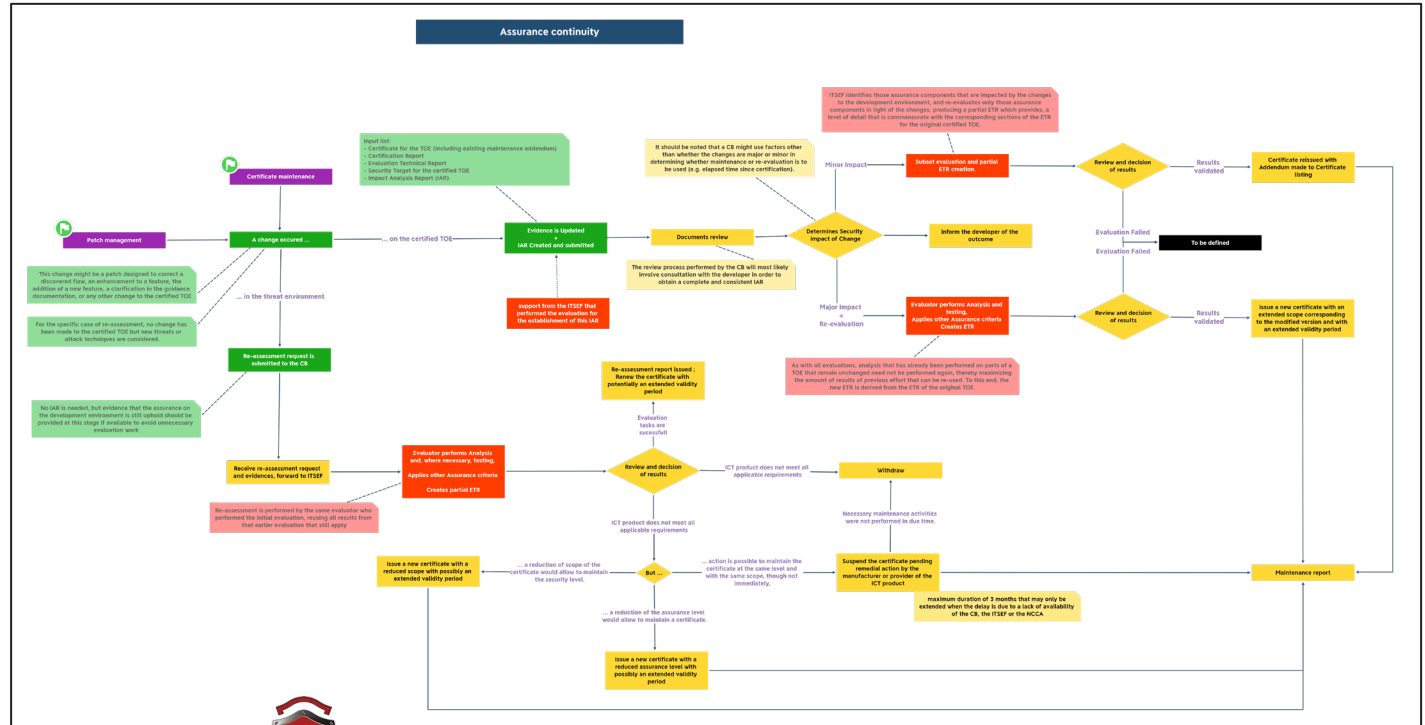 Assurance continuity
ITSEF identifies those assurance components that are impacted by the changes
to the development environment, and re-evaluates only those assurance
components in light of the changes, producing a partial ETR which provides, a
level of detail that is commensurate with the corresponding sections of the ETR
for the original certified TOE.
Input list:
- Certificate for the TOE (including existing maintenance addendum)
- Certification Report
- Evaluation Technical Report
- Security Target for the certified TOE
- Impact Analysis Report (IAR)
It should be noted that a CB might use factors other
than whether the changes are major or minor in
determining whether maintenance or re-evaluation is to
be used (e.g. elapsed time since certification).
Minor Impact
Subset evaluation and partial
ETR creation.
Review and decision
of results
Results
validated
Certificate reissued with
Addendum made to Certificate
listing
Certificate maintenance
Patch management
A change occured ...
... on the certified TOE
Evidence is Updated
+
IAR Created and submitted
Documents review
Determines Security
Impact of Change
Inform the developer of the
outcome
Evaluation Failed
Evaluation Failed
To be defined
This change might be a patch designed to correct a
discovered flaw, an enhancement to a feature, the
addition of a new feature, a clarification in the guidance
documentation, or any other change to the certified TOE
... in the threat environment
The review process performed by the CB will most likely
involve consultation with the developer in order to
obtain a complete and consistent IAR
support from the ITSEF that
performed the evaluation for
the establishment of this IAR
Major Impact
=
Re-evaluation
Evaluator performs Analysis and
testing,
Applies other Assurance criteria
Creates ETR
Review and decision
of results
Results
validated
Issue a new certificate with an
extended scope corresponding
to the modified version and with
an extended validity period
For the specific case of re-assessment, no change has
been made to the certified TOE but new threats or
attack techniques are considered.
Re-assessment request is
submitted to the CB
As with all evaluations, analysis that has already been performed on parts of a
TOE that remain unchanged need not be performed again, thereby maximizing
the amount of results of previous effort that can be re-used. To this end, the
new ETR is derived from the ETR of the original TOE.
Re-assessment report issued ;
Renew the certificate with
potentially an extended validity
period
No IAR is needed, but evidence that the assurance on
the development environment is still uphold should be
provided at this stage if available to avoid unnecessary
evaluation work
Evaluation
tasks are
sucessfull
Receive re-assessment request
and evidences, forward to ITSEF
Evaluator performs Analysis
and, where necessary, testing,
Applies other Assurance criteria
Creates partial ETR
Review and decision
of results
ICT product does not meet all
applicable requirements
Withdraw
Re-assessment is performed by the same evaluator who
performed the initial evaluation, reusing all results from
that earlier evaluation that still apply
ICT product does not meet all
applicable requirements
Necessary maintenance activities
were not performed in due time.
Issue a new certificate with a
reduced scope with possibly an
extended validity period
... a reduction of scope of the
certificate would allow to maintain
the security level.
But ...
... action is possible to maintain the
certificate at the same level and
with the same scope, though not
immediately,
Suspend the certificate pending
remedial action by the
manufacturer or provider of the
ICT product
Maintenance report
maximum duration of 3 months that may only be
extended when the delay is due to a lack of availability
of the CB, the ITSEF or the NCCA
... a reduction of the assurance level
would allow to maintain a certificate.
Issue a new certificate with a
reduced assurance level with
possibly an extended validity
period